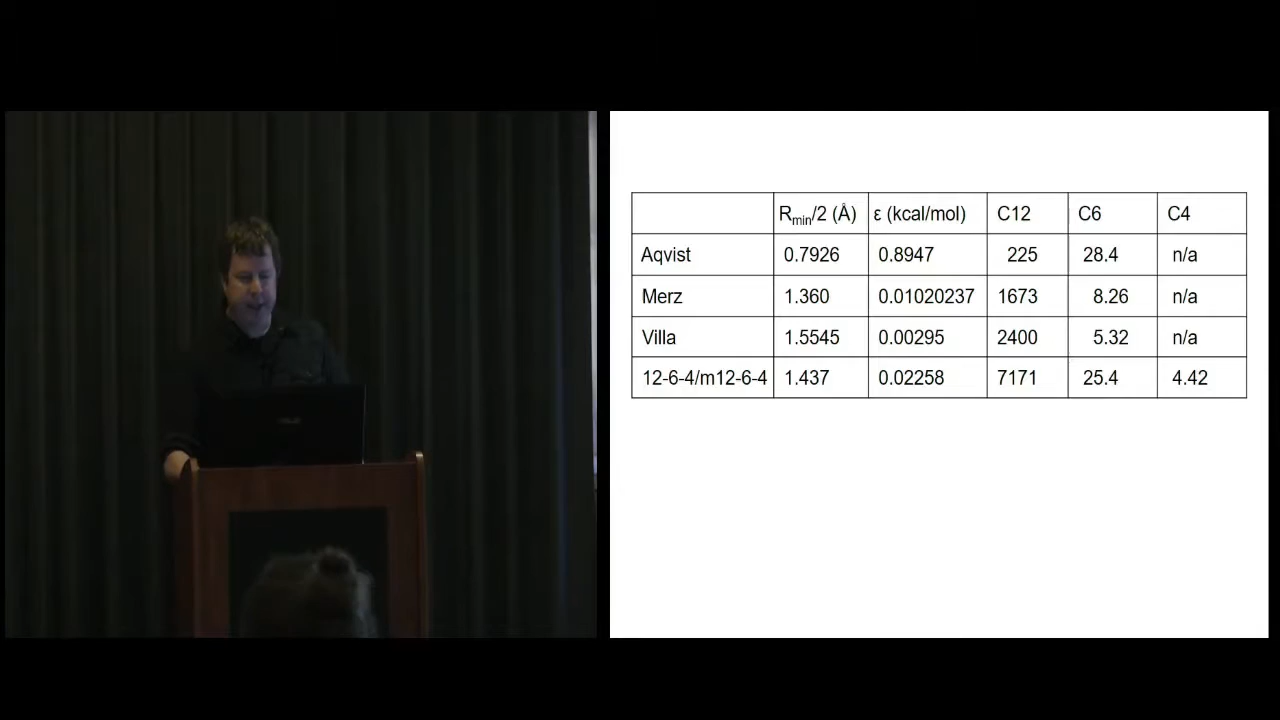 R_min/2 (Å) ε (kcal/mol) C12 C6 C4
Aqvist 0.7926 0.8947 225 28.4 n/a
Merz 1.360 0.01020237 1673 8.26 n/a
Villa 1.5545 0.00295 2400 5.32 n/a
12-6-4/m12-6-4 1.437 0.02258 7171 25.4 4.42